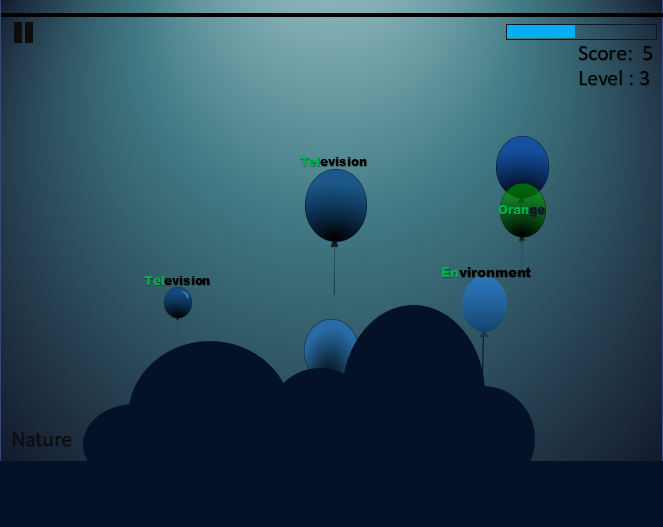 Score: 5
Level : 3
Television
Orange
Environment
Television
Nature